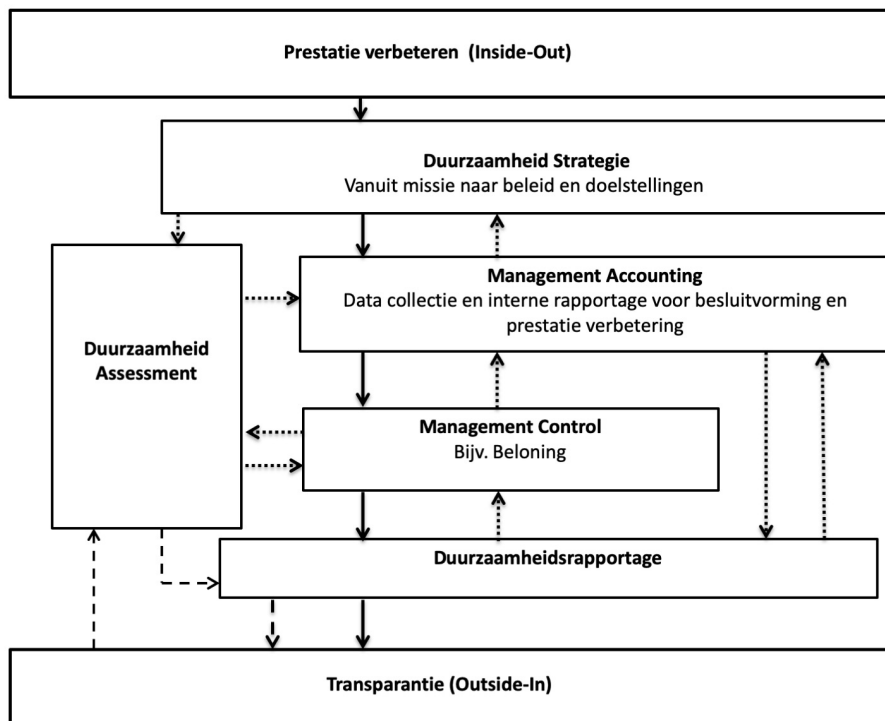 Prestatie verbeteren (Inside-Out)
Duurzaamheid Strategie
Vanuit missie naar beleid en doelstellingen
Management Accounting
Data collectie en interne rapportage voor besluitvorming en
prestatie verbetering
Duurzaamheid
Assessment
Management Control
Bijv. Beloning
Duurzaamheidsrapportage
Transparantie (Outside-In)